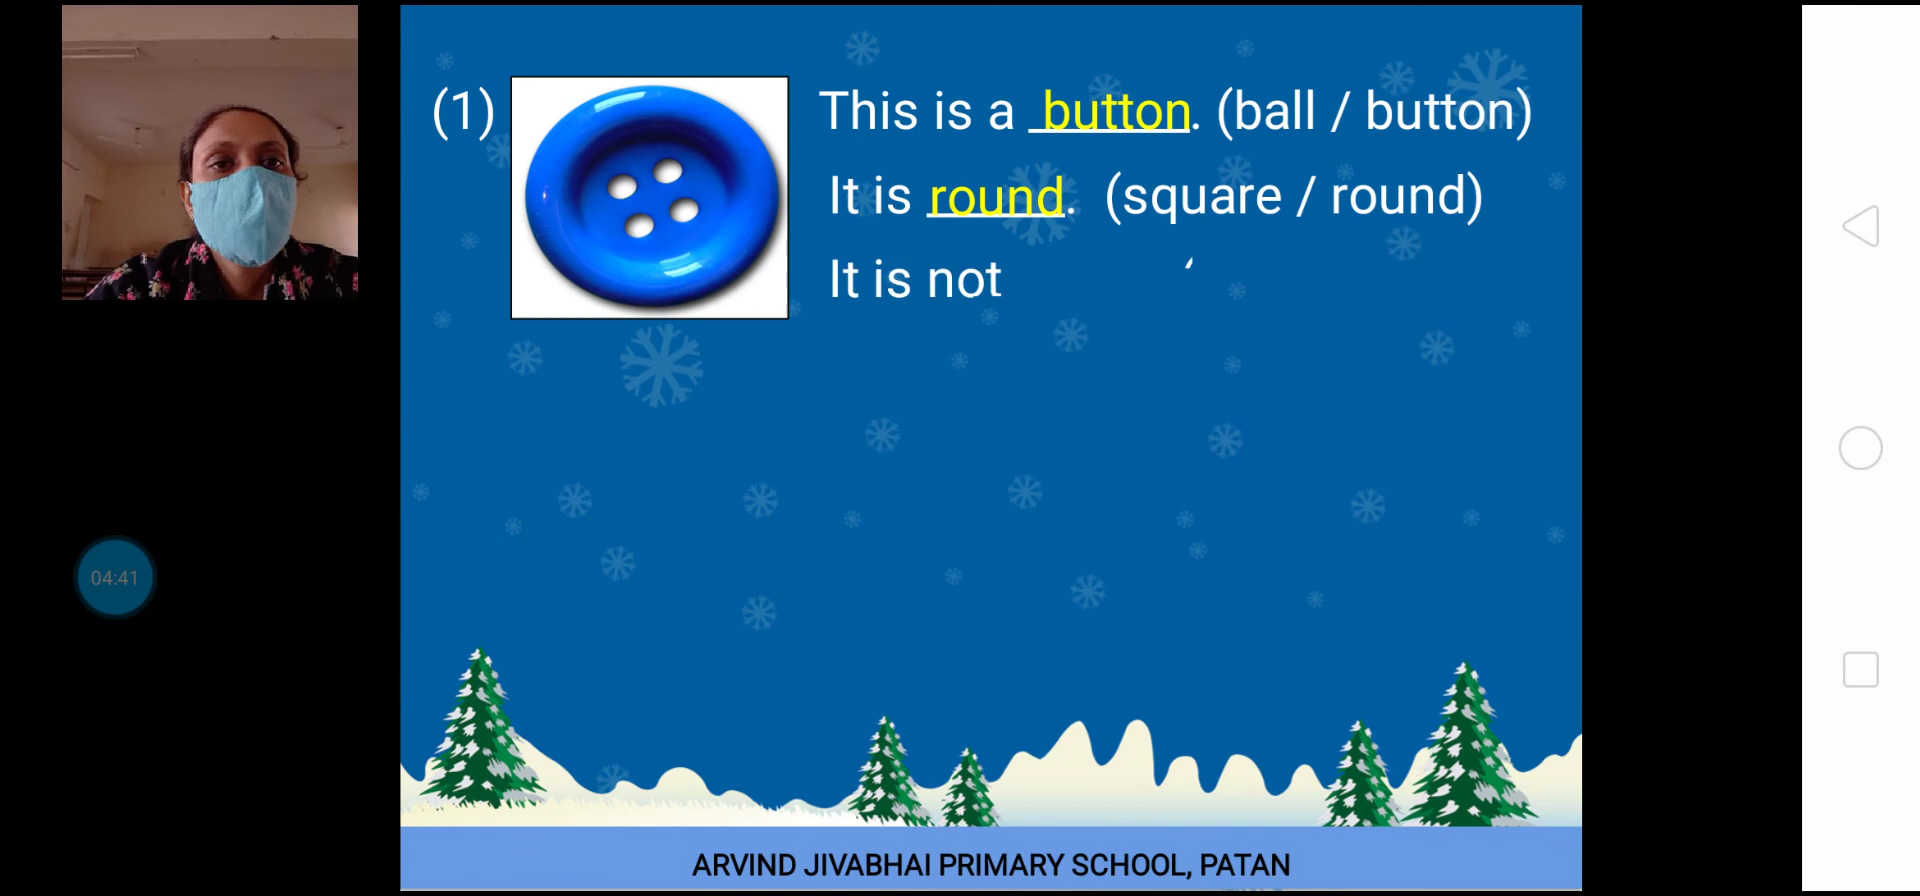 (1) This is a button. (ball / button)
It is round. (square / round)
It is not
04:41
ARVIND JIVABHAI PRIMARY SCHOOL, PATAN